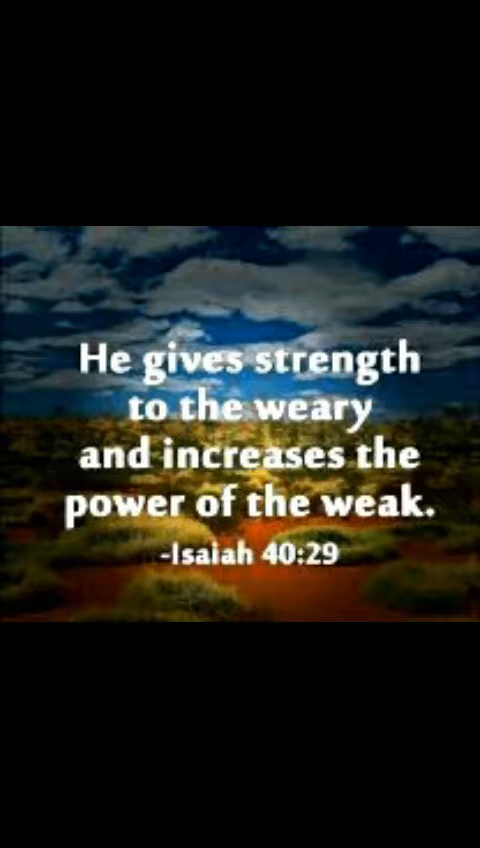 He gives strength
to the weary
and increases the
power of the weak.
-Isaiah 40:29